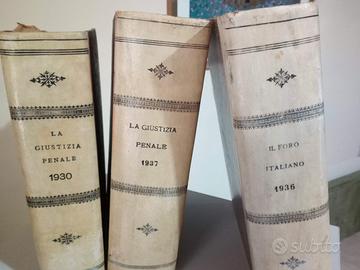 LA
GIUSTIZIA
PENALE
1930
LA GIUSTIZIA
PENALE
1937
IL FORO
ITALIANO
1936
subito